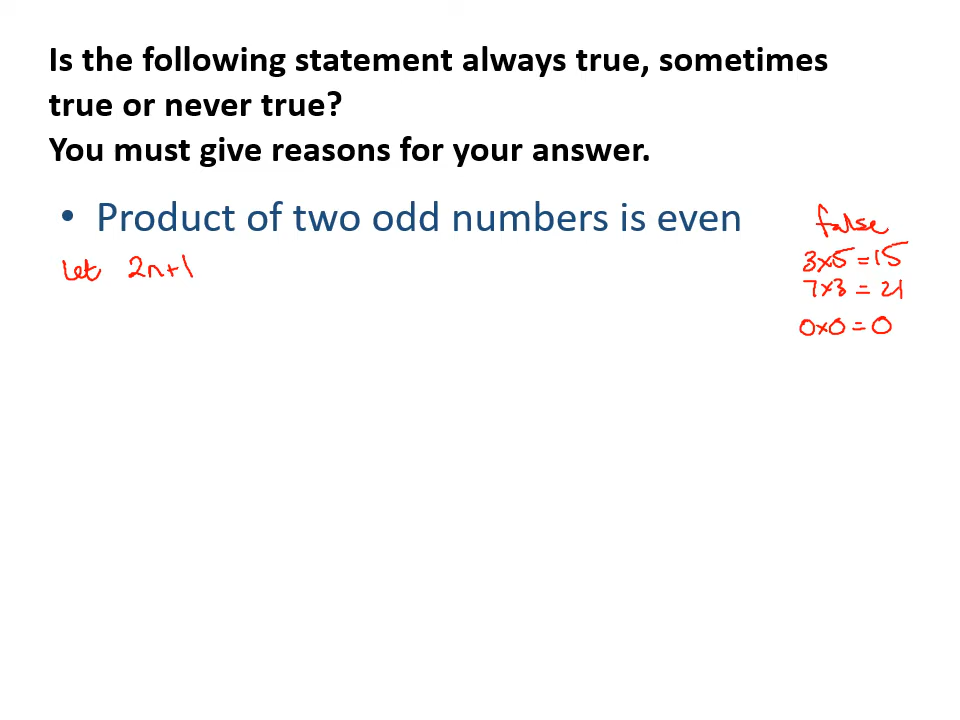 Is the following statement always true, sometimes
true or never true?
You must give reasons for your answer.
• Product of two odd numbers is even
false
let 2n+1
3×5=15
7×3=21
0×0=0